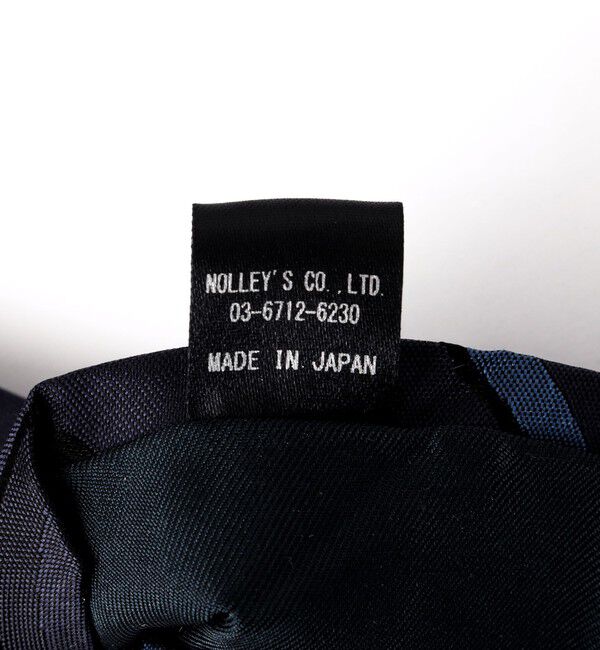 NOLLEY'S CO.,LTD.
03-6712-6230
MADE IN JAPAN